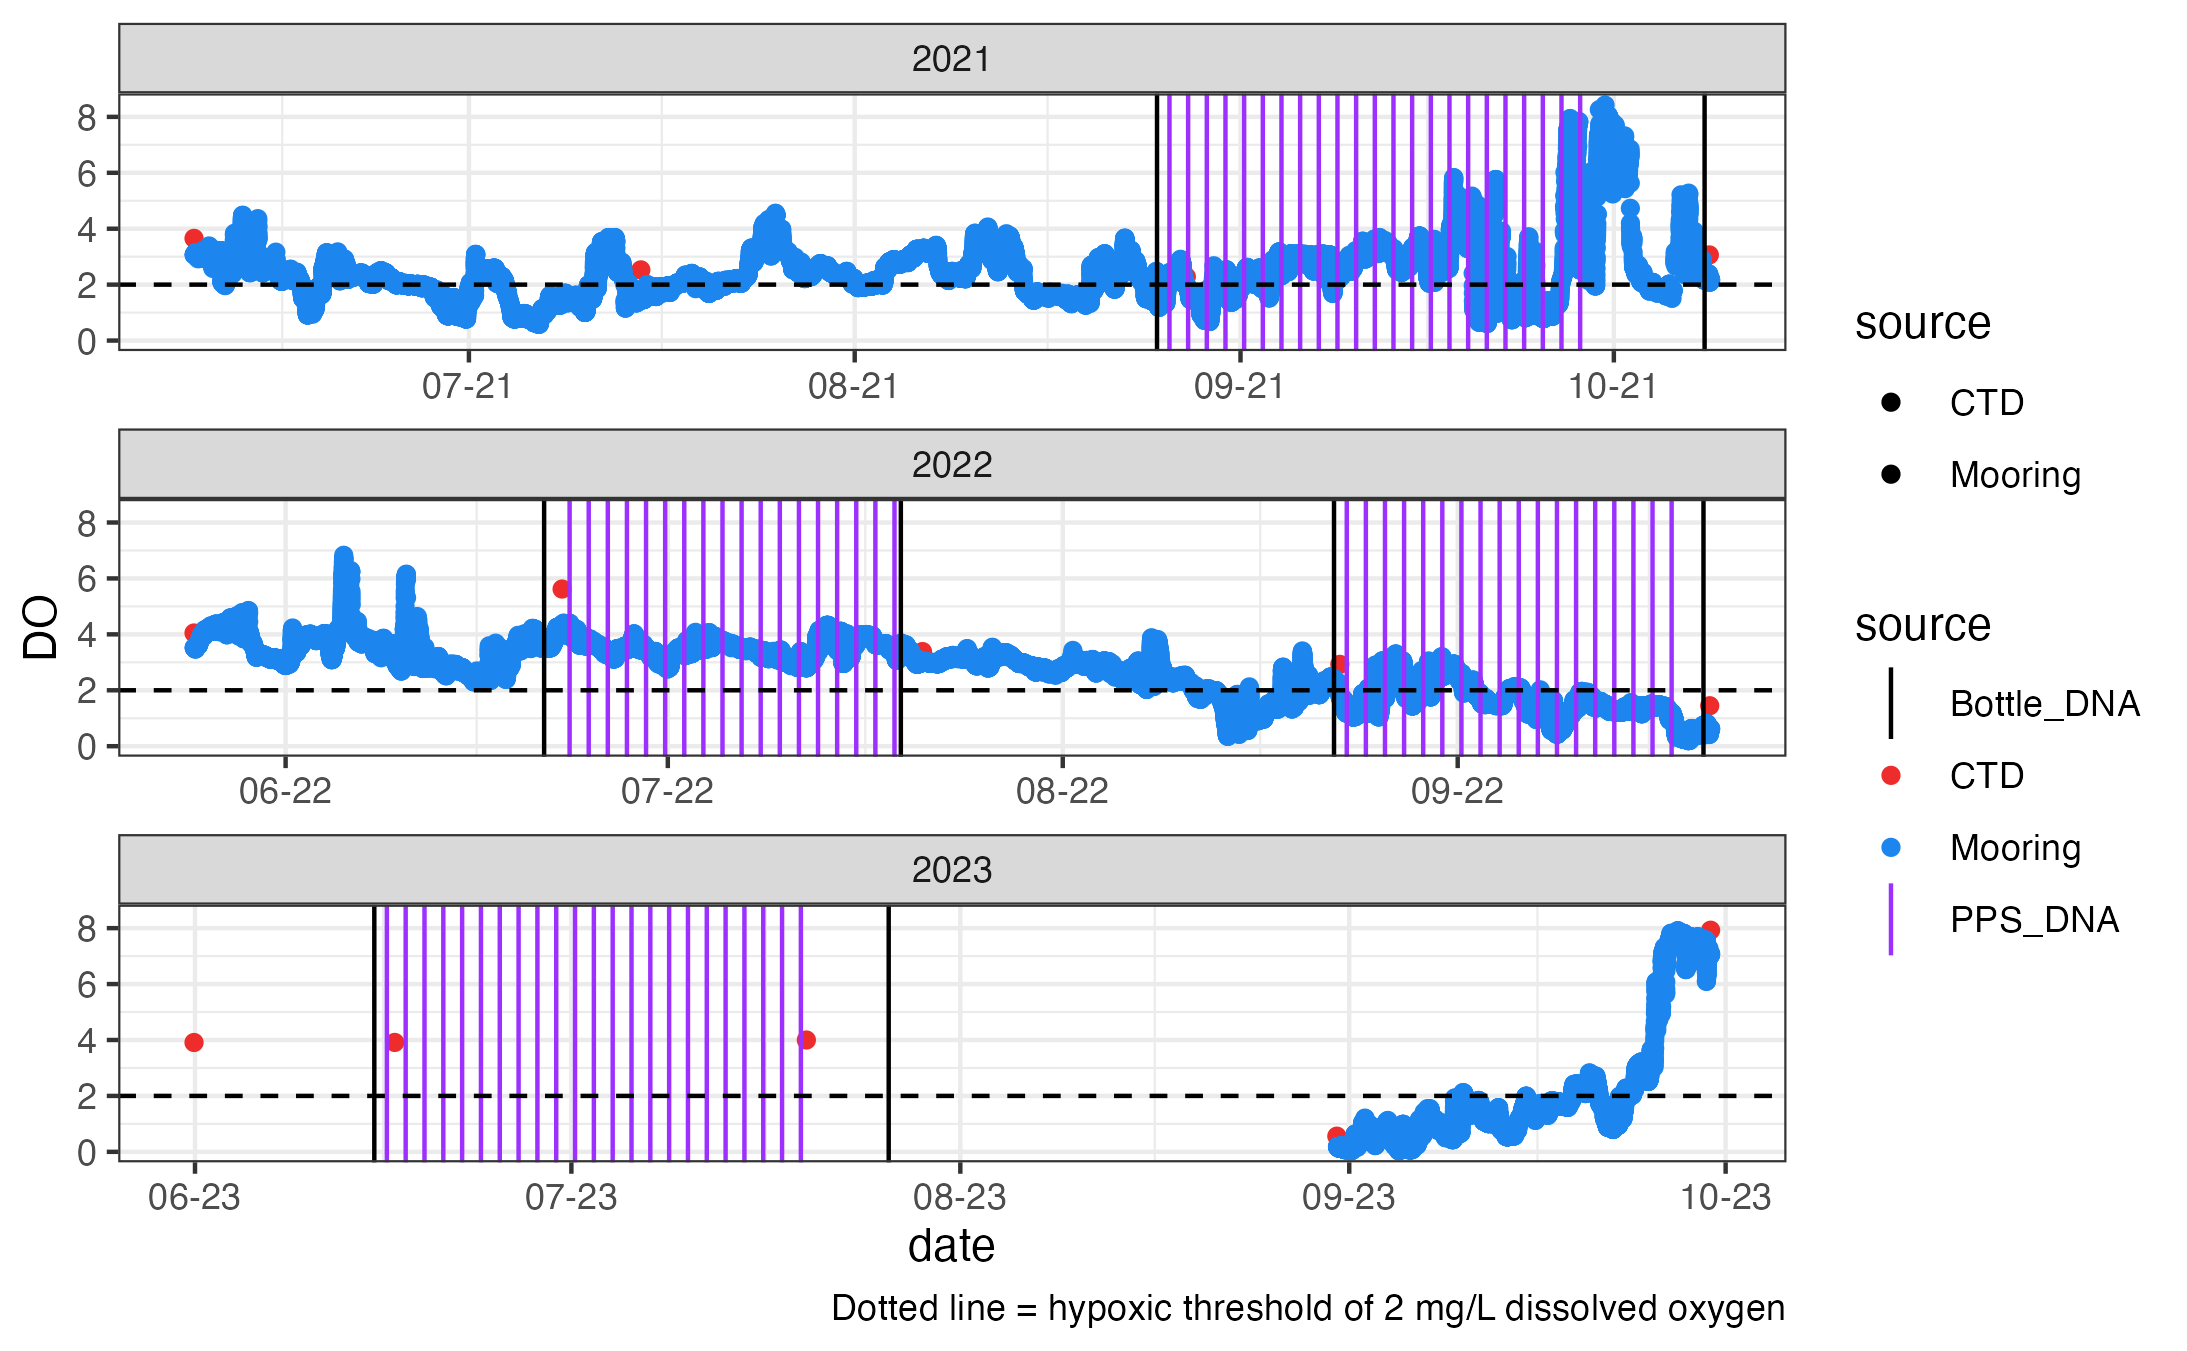 2021
8
6
4
2
0
07-21
08-21
09-21
10-21
2022
8
6
4
2
0
06-22
07-22
08-22
09-22
2023
8
6
4
2
0
06-23
07-23
08-23
09-23
10-23
DO
date
Dotted line = hypoxic threshold of 2 mg/L dissolved oxygen
source
CTD
Mooring
source
Bottle_DNA
CTD
Mooring
PPS_DNA